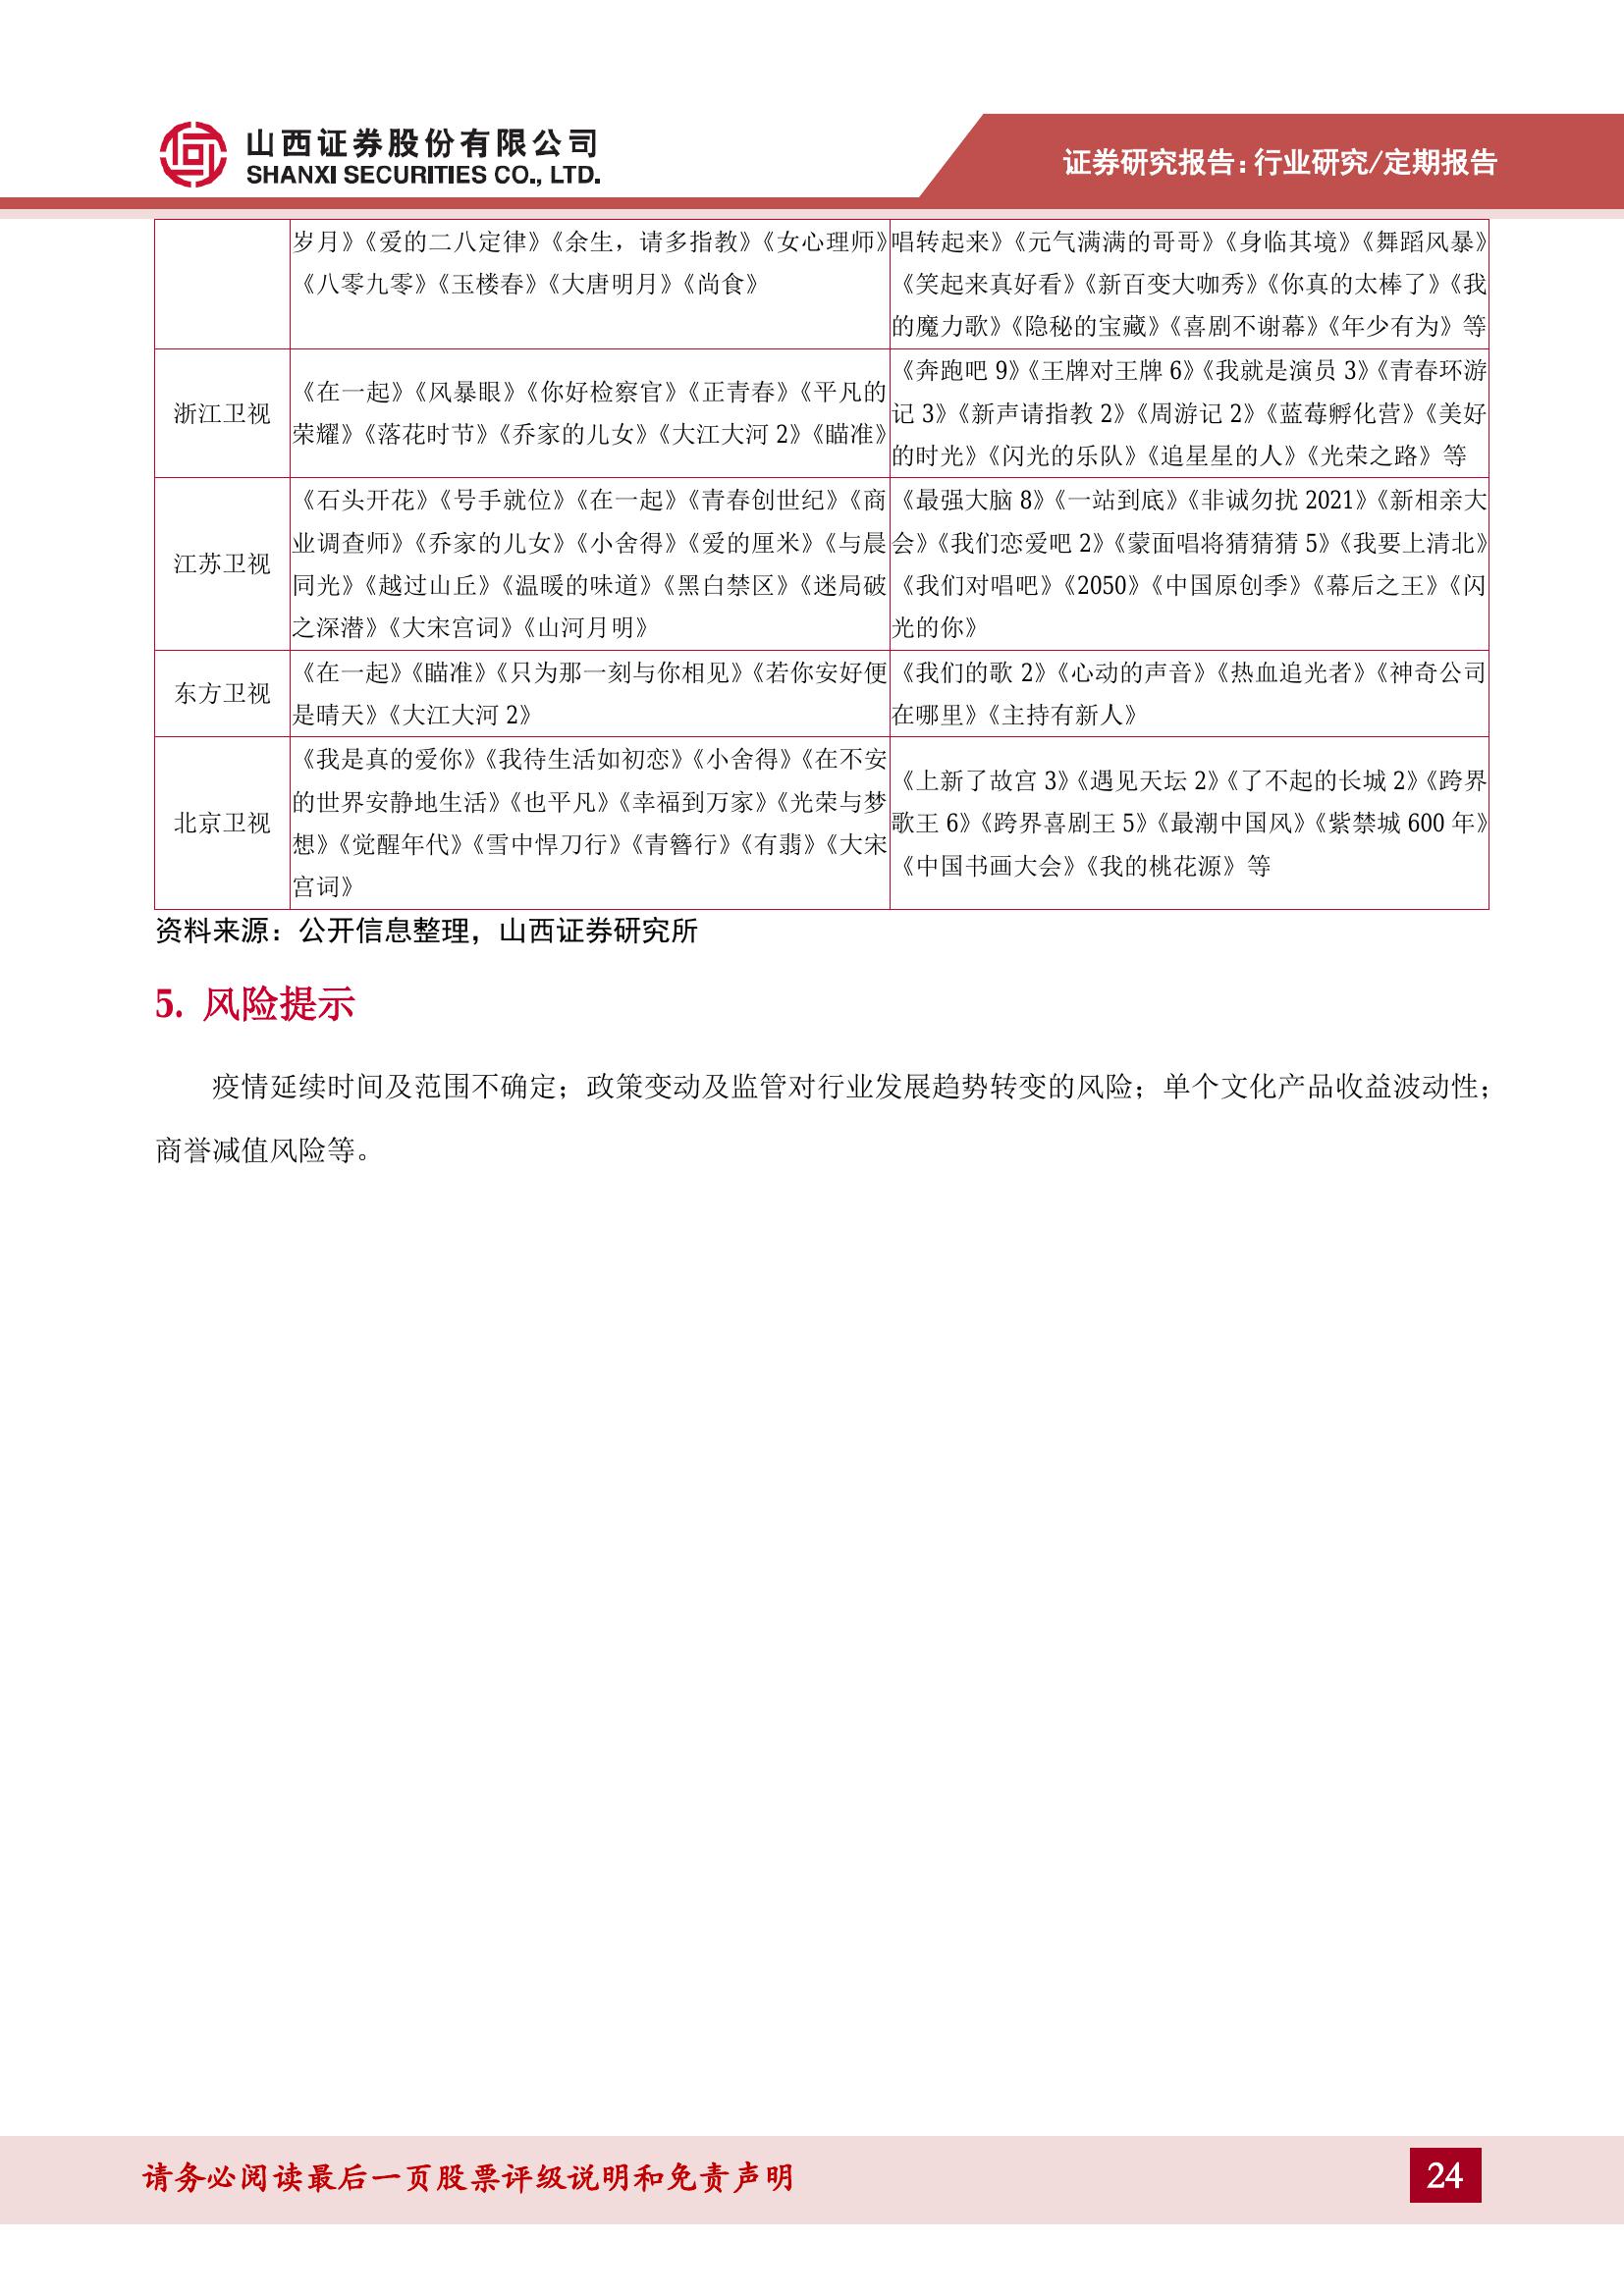 山西证券股份有限公司
SHANXI SECURITIES CO., LTD.
证券研究报告：行业研究/定期报告
岁月》《爱的二八定律》《余生，请多指教》《女心理师》
《八零九零》《玉楼春》《大唐明月》《尚食》
唱转起来》《元气满满的哥哥》《身临其境》《舞蹈风暴》
《笑起来真好看》《新百变大咖秀》《你真的太棒了》《我
的魔力歌》《隐秘的宝藏》《喜剧不谢幕》《年少有为》等
浙江卫视
《在一起》《风暴眼》《你好检察官》《正青春》《平凡的
荣耀》《落花时节》《乔家的儿女》《大江大河 2》《瞄准》
《奔跑吧 9》《王牌对王牌 6》《我就是演员 3》《青春环游
记 3》《新声请指教 2》《周游记 2》《蓝莓孵化营》《美好
的时光》《闪光的乐队》《追星星的人》《光荣之路》等
江苏卫视
《石头开花》《号手就位》《在一起》《青春创世纪》《商
业调查师》《乔家的儿女》《小舍得》《爱的厘米》《与晨
同光》《越过山丘》《温暖的味道》《黑白禁区》《迷局破
之深潜》《大宋宫词》《山河月明》
《最强大脑 8》《一站到底》《非诚勿扰 2021》《新相亲大
会》《我们恋爱吧 2》《蒙面唱将猜猜猜 5》《我要上清北》
《我们对唱吧》《2050》《中国原创季》《幕后之王》《闪
光的你》
东方卫视
《在一起》《瞄准》《只为那一刻与你相见》《若你安好便
是晴天》《大江大河 2》
《我们的歌 2》《心动的声音》《热血追光者》《神奇公司
在哪里》《主持有新人》
北京卫视
《我是真的爱你》《我待生活如初恋》《小舍得》《在不安
的世界安静地生活》《也平凡》《幸福到万家》《光荣与梦
想》《觉醒年代》《雪中悍刀行》《青簪行》《有翡》《大宋
宫词》
《上新了故宫 3》《遇见天坛 2》《了不起的长城 2》《跨界
歌王 6》《跨界喜剧王 5》《最潮中国风》《紫禁城 600 年》
《中国书画大会》《我的桃花源》等
资料来源：公开信息整理，山西证券研究所
5. 风险提示
疫情延续时间及范围不确定；政策变动及监管对行业发展趋势转变的风险；单个文化产品收益波动性；
商誉减值风险等。
请务必阅读最后一页股票评级说明和免责声明
24